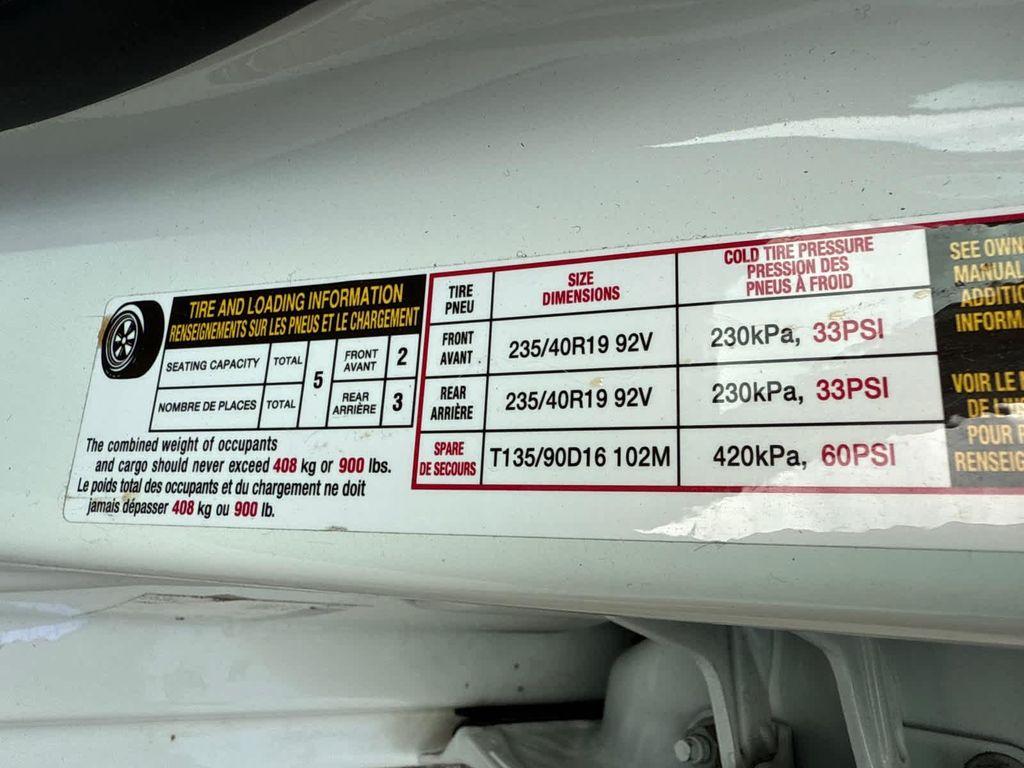 TIRE AND LOADING INFORMATION
RENSEIGNEMENTS SUR LES PNEUS ET LE CHARGEMENT
SEATING CAPACITY TOTAL 5 FRONT AVANT 2
NOMBRE DE PLACES TOTAL REAR ARRIÈRE 3
The combined weight of occupants
and cargo should never exceed 408 kg or 900 lbs.
Le poids total des occupants et du chargement ne doit
jamais dépasser 408 kg ou 900 lb.
TIRE PNEU SIZE DIMENSIONS COLD TIRE PRESSURE PRESSION DES PNEUS À FROID
FRONT AVANT 235/40R19 92V 230kPa, 33PSI
REAR ARRIÈRE 235/40R19 92V 230kPa, 33PSI
SPARE DE SECOURS T135/90D16 102M 420kPa, 60PSI
SEE OWN
MANUAL
ADDITIO
INFORM
VOIR LE
DE L'U
POUR
RENSEIG